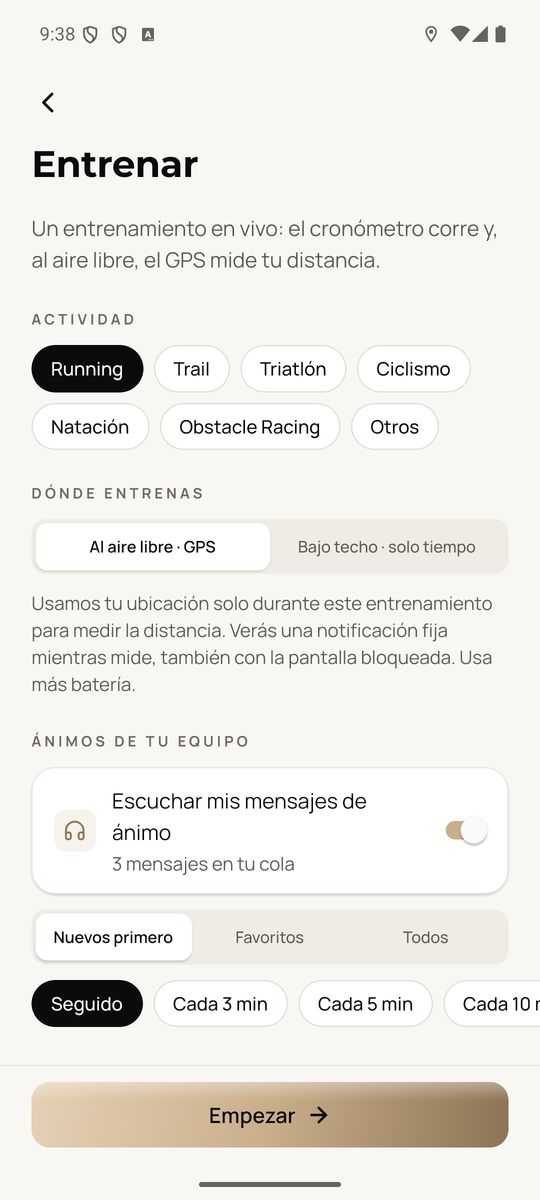 9:38
Entrenar
Un entrenamiento en vivo: el cronómetro corre y,
al aire libre, el GPS mide tu distancia.
ACTIVIDAD
Running Trail Triatlón Ciclismo
Natación Obstacle Racing Otros
DÓNDE ENTRENAS
Al aire libre · GPS Bajo techo · solo tiempo
Usamos tu ubicación solo durante este entrenamiento
para medir la distancia. Verás una notificación fija
mientras mide, también con la pantalla bloqueada. Usa
más batería.
ÁNIMOS DE TU EQUIPO
Escuchar mis mensajes de
ánimo
3 mensajes en tu cola
Nuevos primero Favoritos Todos
Seguido Cada 3 min Cada 5 min Cada 10
Empezar